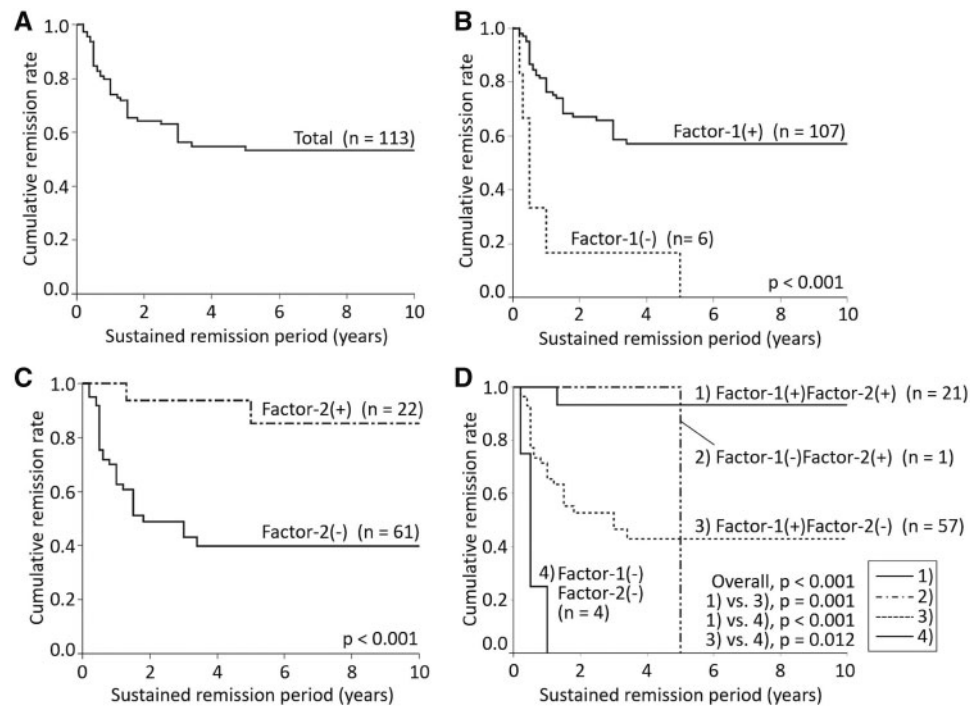 A
Cumulative remission rate
1.0
0.8
0.6
0.4
0.2
0.0
Total (n = 113)
2 4 6 8 10
Sustained remission period (years)
B
Cumulative remission rate
1.0
0.8
0.6
0.4
0.2
0.0
Factor-1(+) (n = 107)
Factor-1(-) (n= 6)
p < 0.001
0 2 4 6 8 10
Sustained remission period (years)
C
Cumulative remission rate
1.0
0.8
0.6
0.4
0.2
0.0
Factor-2(+) (n = 22)
Factor-2(-) (n = 61)
p < 0.001
0 2 4 6 8 10
Sustained remission period (years)
D
Cumulative remission rate
1.0
0.8
0.6
0.4
0.2
0.0
1) Factor-1(+)Factor-2(+) (n = 21)
2) Factor-1(-)Factor-2(+) (n = 1)
3) Factor-1(+)Factor-2(-) (n = 57)
4) Factor-1(-)
Factor-2(-)
(n = 4)
Overall, p < 0.001
1) vs. 3), p = 0.001
1) vs. 4), p < 0.001
3) vs. 4), p = 0.012
1)
2)
3)
4)
0 2 4 6 8 10
Sustained remission period (years)